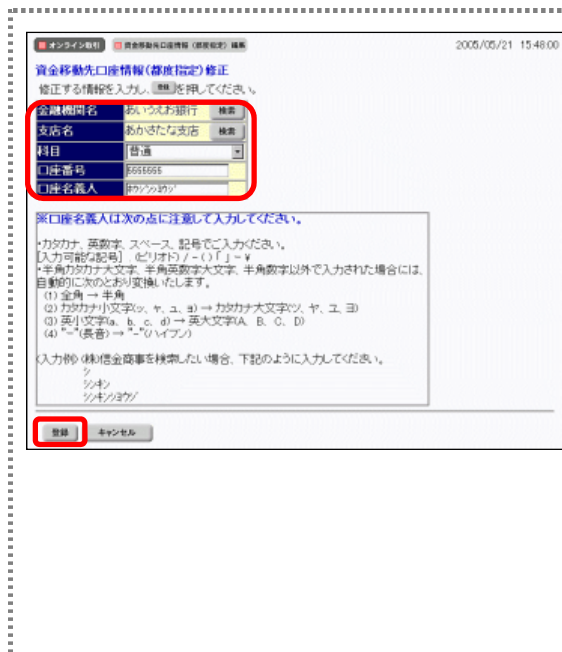 オンライン取引 資金移動先口座情報（都度指定）編集 2005/05/21 15:48:00
資金移動先口座情報(都度指定)修正
修正する情報を入力し、登録を押してください。
金融機関名 あいうえお銀行 検索
支店名 あかさたな支店 検索
科目 普通
口座番号 6666666
口座名義人
※口座名義人は次の点に注意して入力してください。
・カタカナ、英数字、スペース、記号でご入力ください。
[入力可能な記号] .(ピリオド) / - ( ) 「 」 ~ ¥
・半角カタカナ大文字、半角英数字大文字、半角数字以外で入力された場合には、
自動的に次のとおり変換いたします。
(1) 全角 → 半角
(2) カタカナ小文字(ッ、ャ、ュ、ョ) → カタカナ大文字(ツ、ヤ、ユ、ヨ)
(3) 英小文字(a、b、c、d) → 英大文字(A、B、C、D)
(4) "ー"(長音) → "-"(ハイフン)
(入力例) (株)信金商事を検索したい場合、下記のように入力してください。
シ
シンキン
シンキンシヨウジ
登録 キャンセル